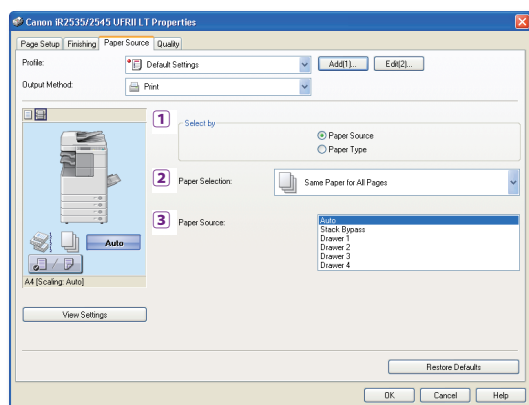 Canon iR2535/2545 UFRII LT Properties
Page Setup Finishing Paper Source Quality
Profile: Default Settings Add(1)... Edit(2)...
Output Method: Print
1 Select by
Paper Source
Paper Type
2 Paper Selection: Same Paper for All Pages
3 Paper Source: Auto
Stack Bypass
Drawer 1
Drawer 2
Drawer 3
Drawer 4
Auto
A4 [Scaling: Auto]
View Settings
Restore Defaults
OK Cancel Help